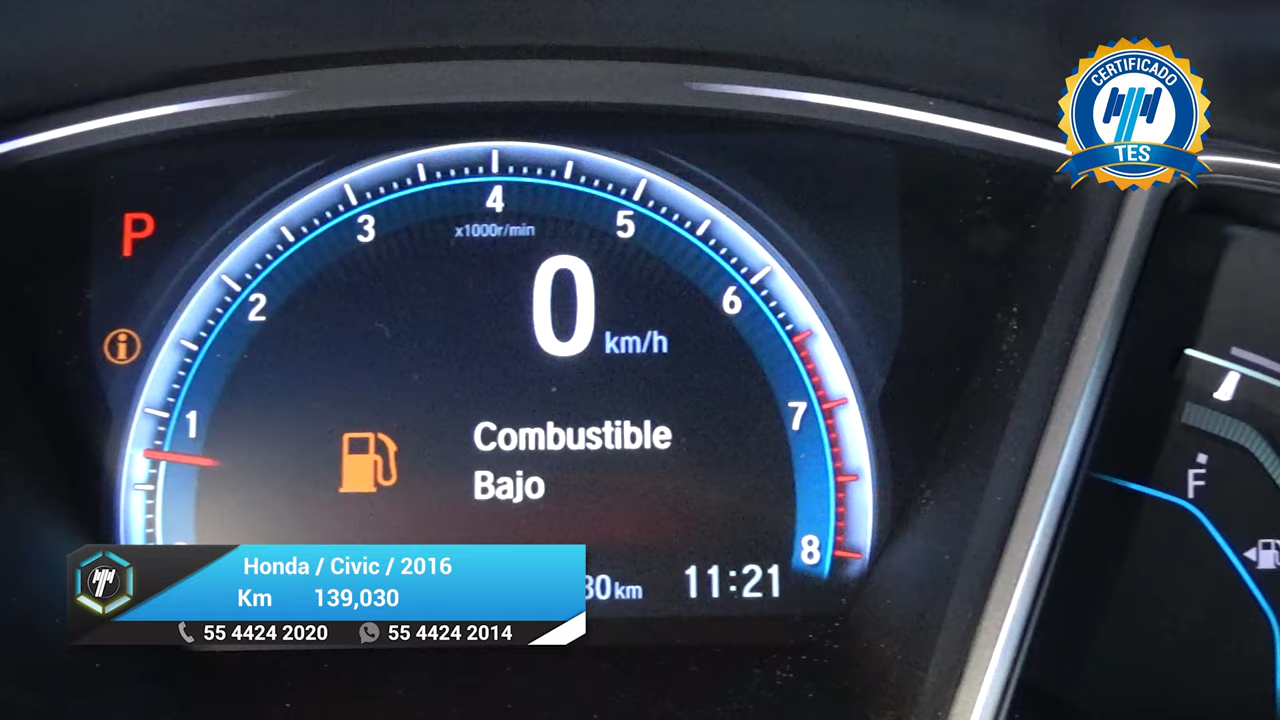 CERTIFICADO
TES
P
4
3
5
x1000r/min
2
6
0
km/h
1
7
Combustible
Bajo
F
8
30km
11:21
Honda / Civic / 2016
Km 139,030
55 4424 2020 55 4424 2014